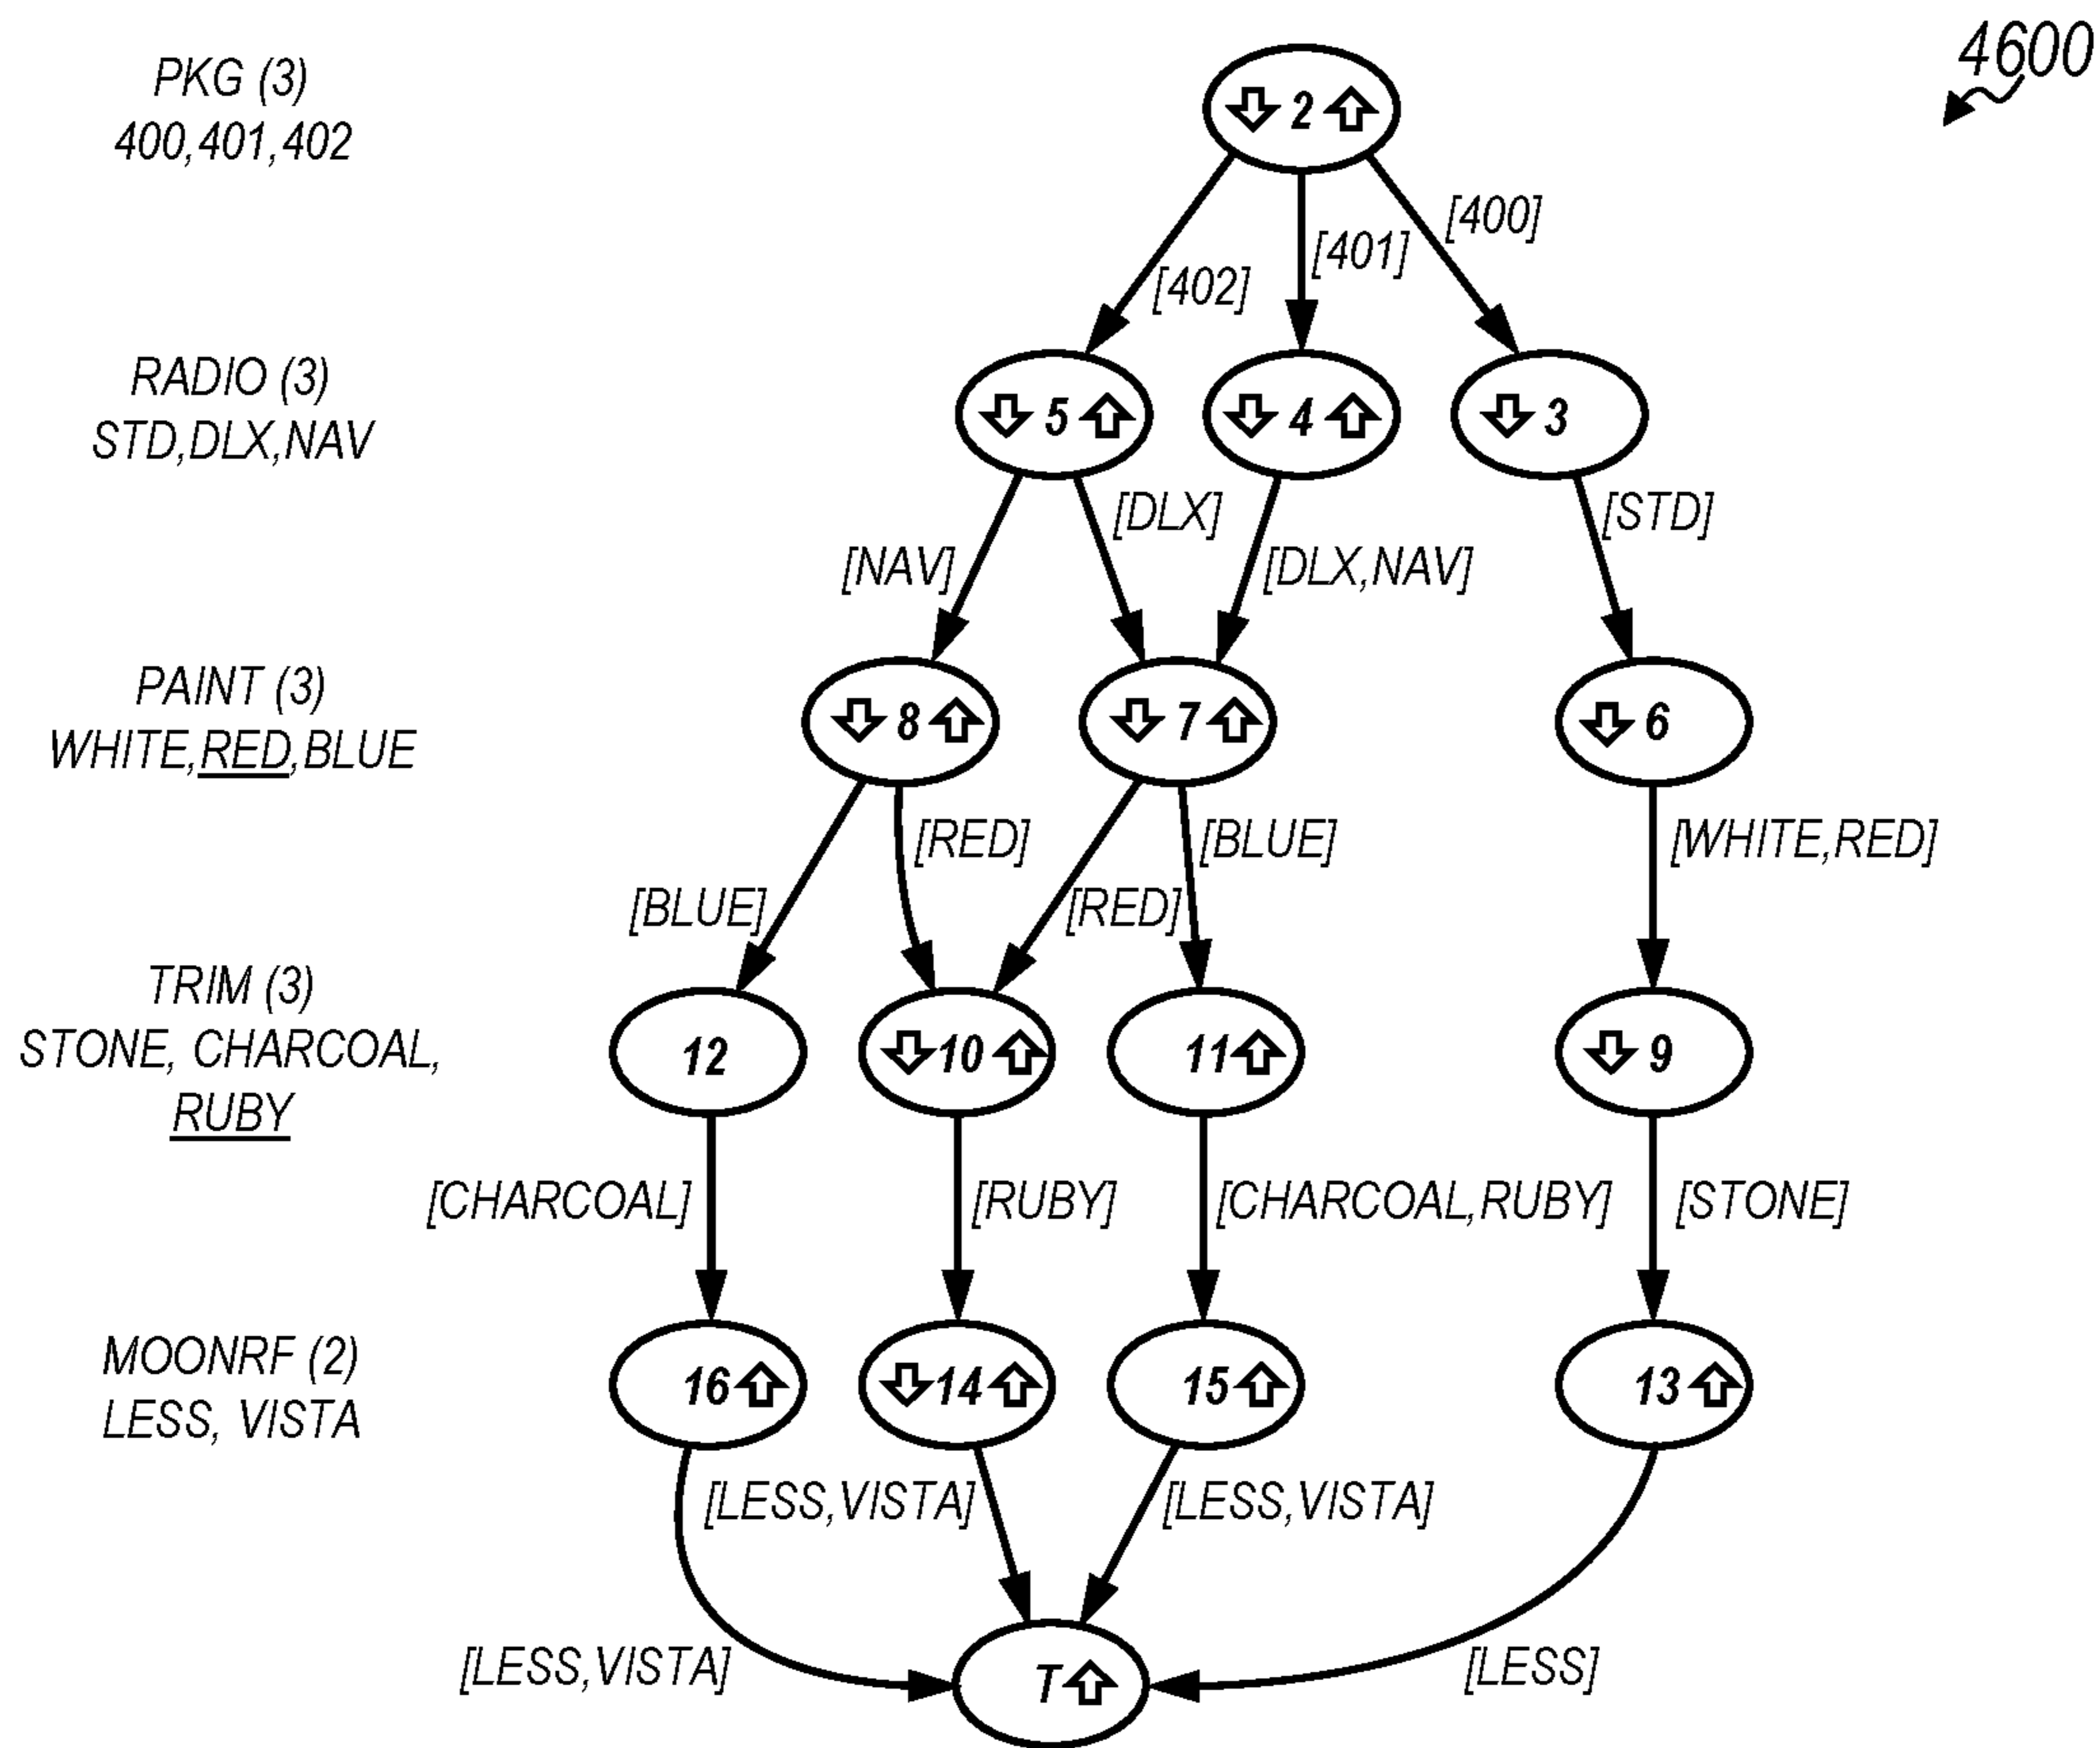 4600
PKG (3)
400,401,402
2
[402]
[401]
[400]
RADIO (3)
STD,DLX,NAV
5
4
3
[NAV]
[DLX]
[DLX,NAV]
[STD]
PAINT (3)
WHITE,RED,BLUE
8
7
6
[BLUE]
[RED]
[RED]
[BLUE]
[WHITE,RED]
TRIM (3)
STONE, CHARCOAL,
RUBY
12
10
11
9
[CHARCOAL]
[RUBY]
[CHARCOAL,RUBY]
[STONE]
MOONRF (2)
LESS, VISTA
16
14
15
13
[LESS,VISTA]
[LESS,VISTA]
[LESS,VISTA]
[LESS]
T